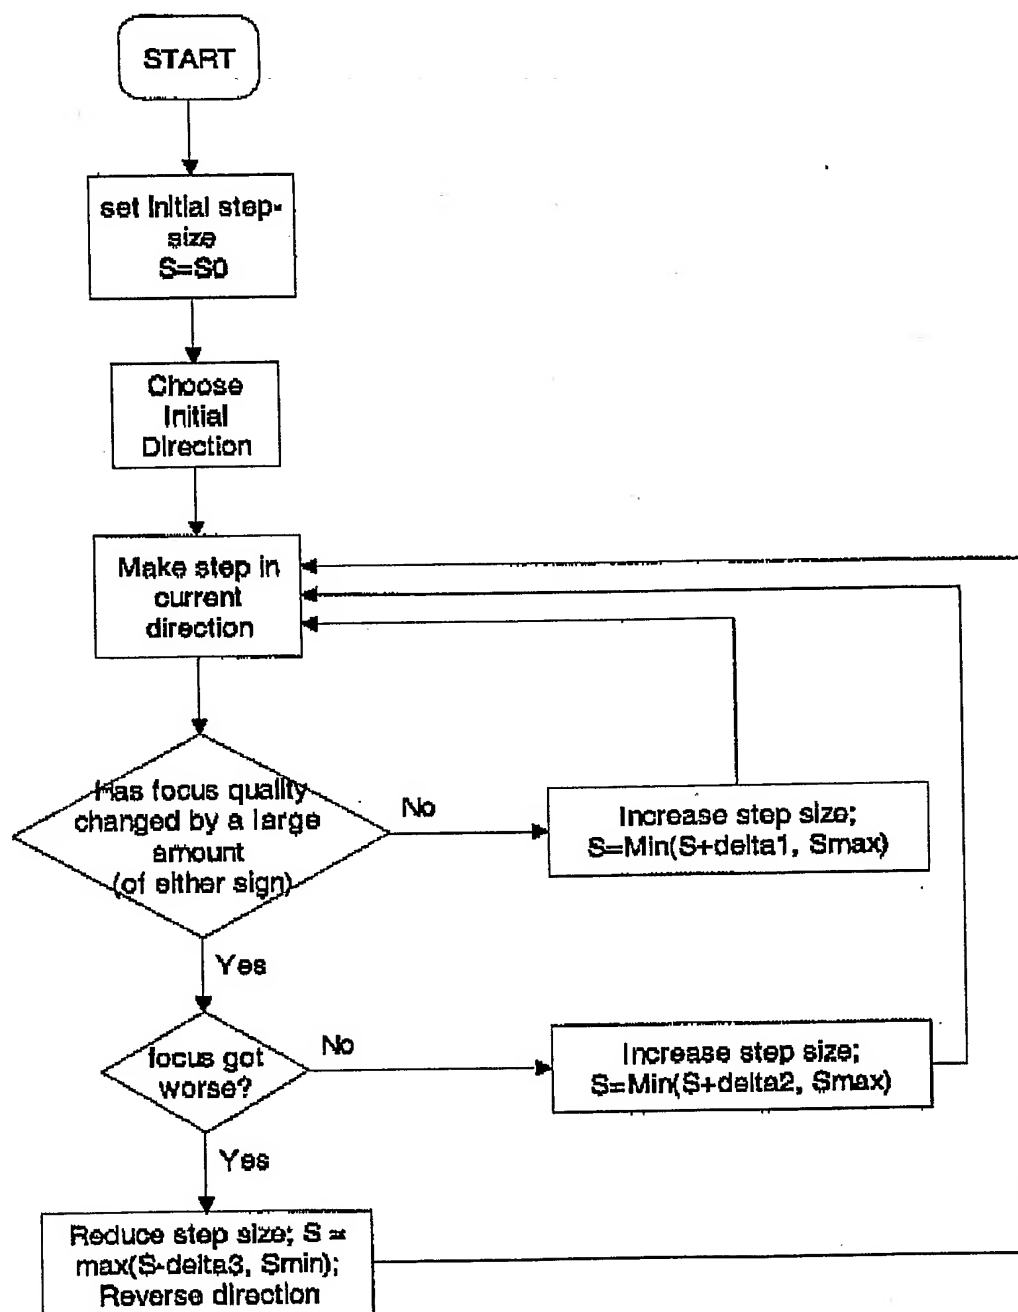 START
set Initial step-
size
S=S0
Choose
Initial
Direction
Make step in
current
direction
Has focus quality
changed by a large
amount
(of either sign)
No
Increase step size;
S=Min(S+delta1, Smax)
Yes
focus got
worse?
No
Increase step size;
S=Min(S+delta2, Smax)
Yes
Reduce step size; S =
max(S-delta3, Smin);
Reverse direction